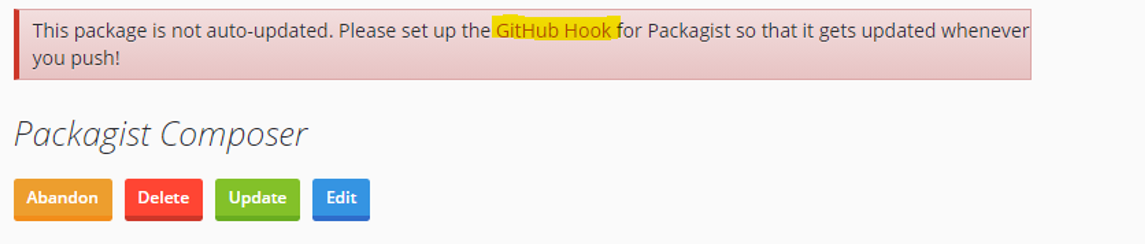 This package is not auto-updated. Please set up the GitHub Hook for Packagist so that it gets updated whenever
you push!
Packagist Composer
Abandon Delete Update Edit